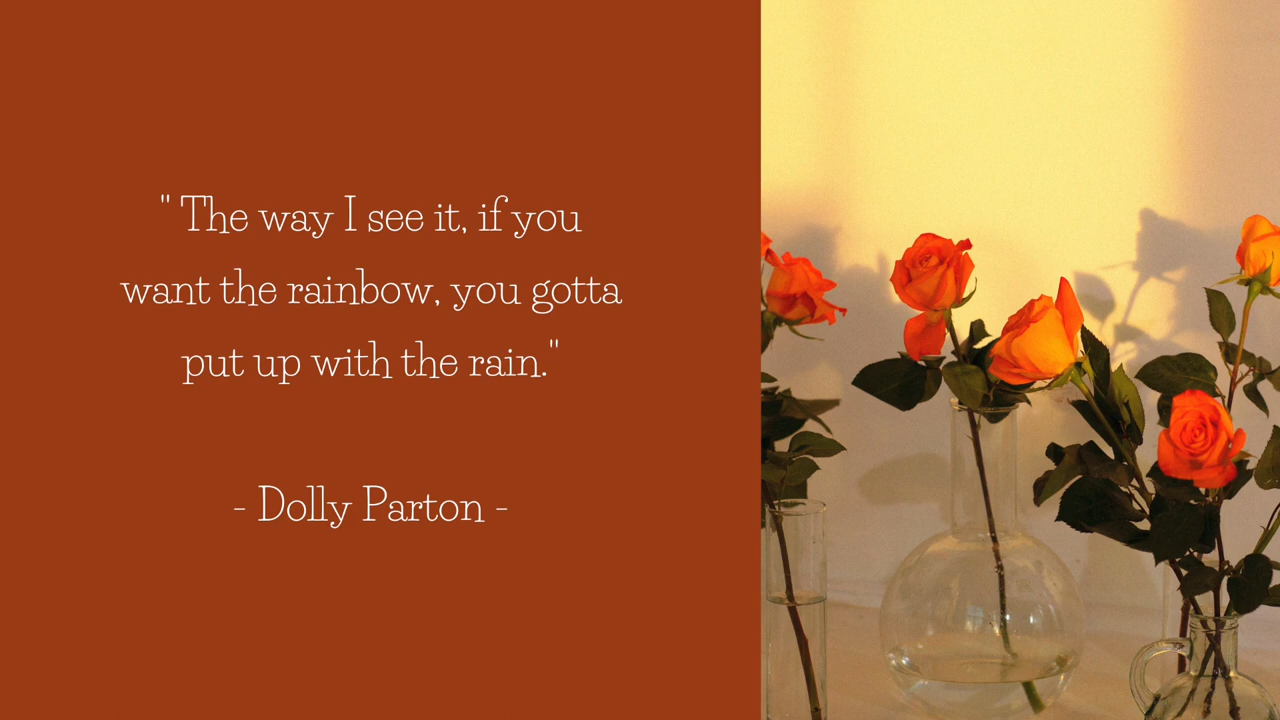 " The way I see it, if you
want the rainbow, you gotta
put up with the rain."
- Dolly Parton -